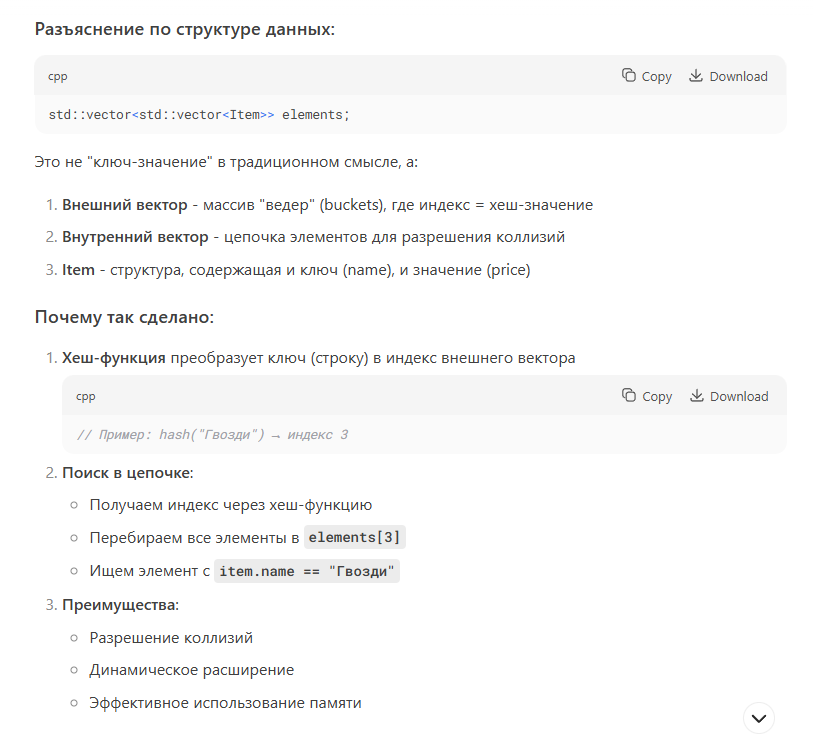 Разъяснение по структуре данных:
cpp
Copy
Download
std::vector<std::vector<Item>> elements;
Это не "ключ-значение" в традиционном смысле, а:
1. Внешний вектор - массив "ведер" (buckets), где индекс = хеш-значение
2. Внутренний вектор - цепочка элементов для разрешения коллизий
3. Item - структура, содержащая и ключ (name), и значение (price)
Почему так сделано:
1. Хеш-функция преобразует ключ (строку) в индекс внешнего вектора
cpp
Copy
Download
// Пример: hash("Гвозди") → индекс 3
2. Поиск в цепочке:
Получаем индекс через хеш-функцию
Перебираем все элементы в elements[3]
Ищем элемент с item.name == "Гвозди"
3. Преимущества:
Разрешение коллизий
Динамическое расширение
Эффективное использование памяти